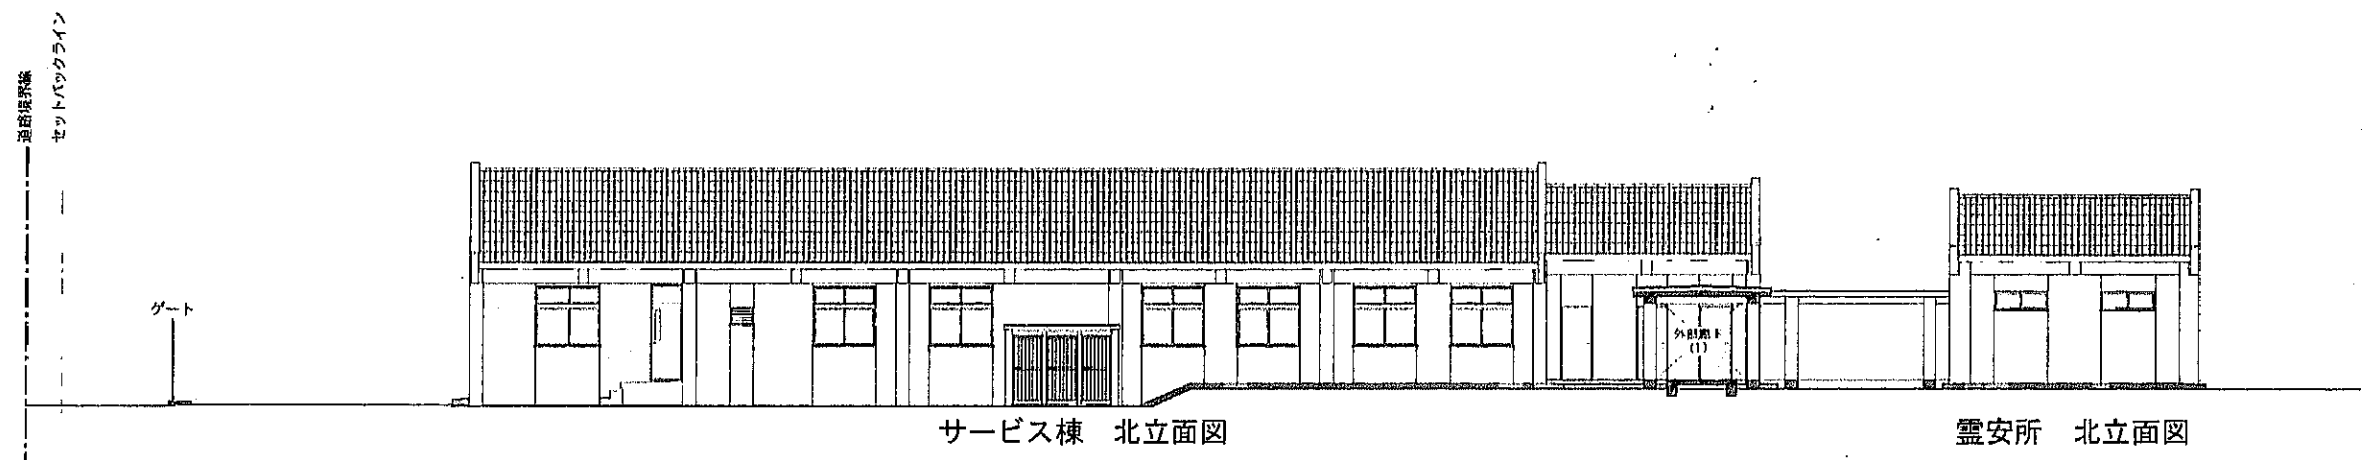 道路境界線
セットバックライン
ゲート
外部廊下
(1)
サービス棟 北立面図
霊安所 北立面図